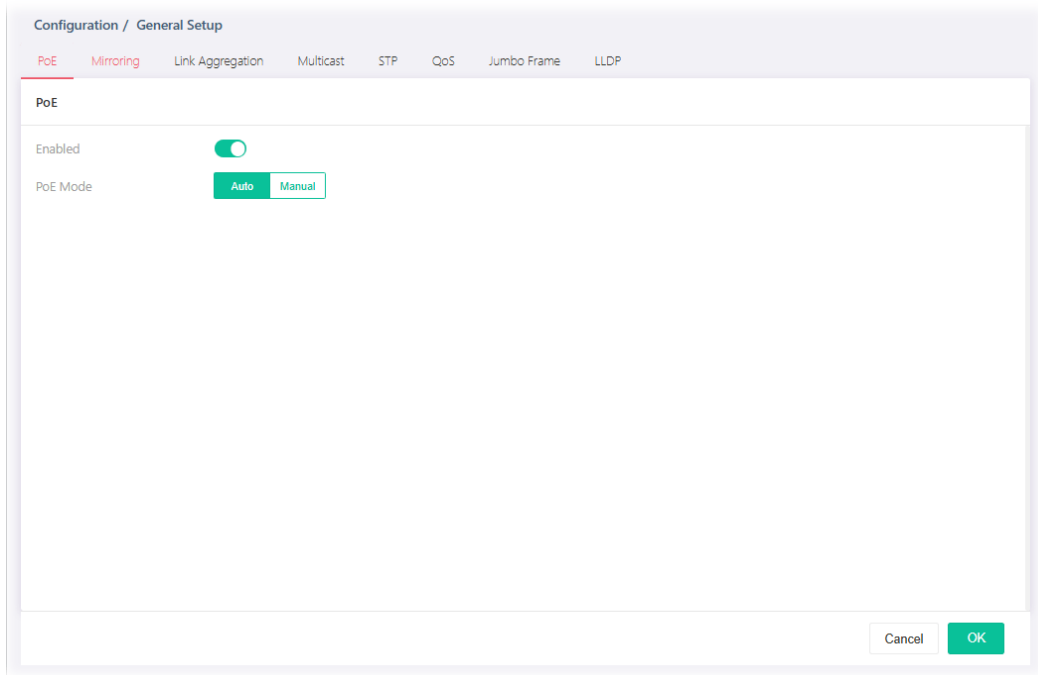 Configuration / General Setup
PoE Mirroring Link Aggregation Multicast STP QoS Jumbo Frame LLDP
PoE
Enabled
PoE Mode Auto Manual
Cancel OK